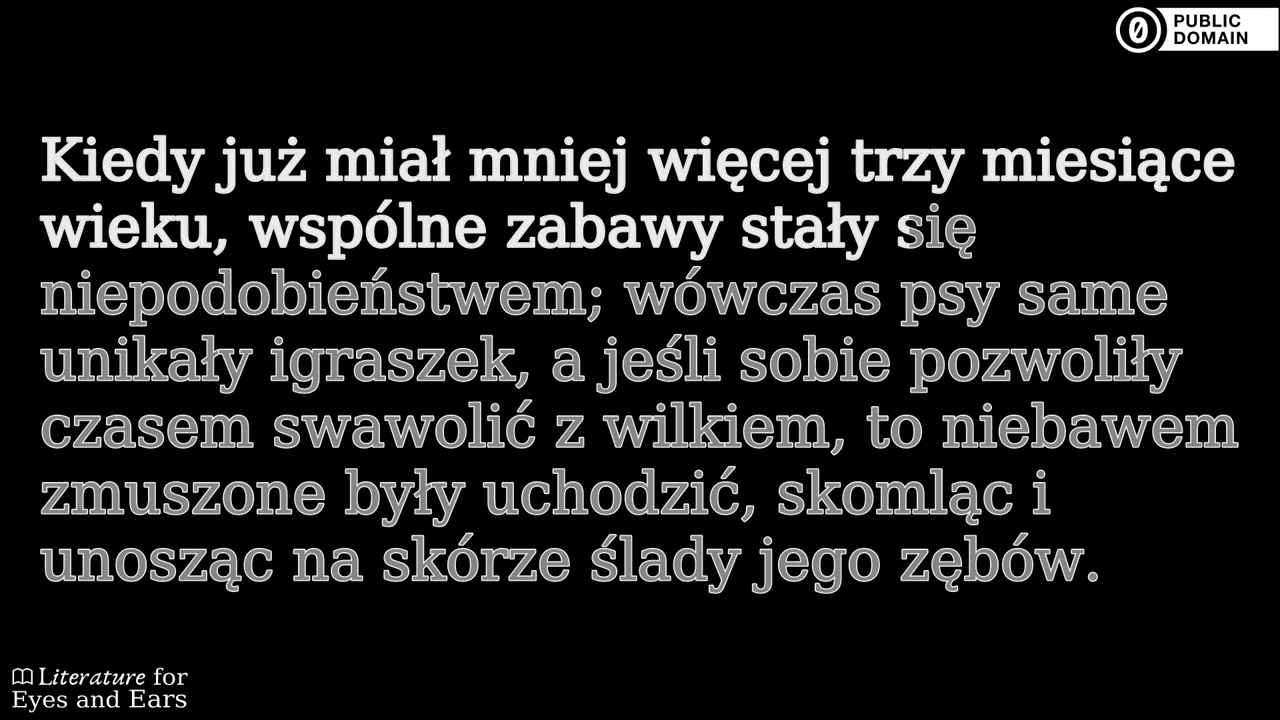 PUBLIC
DOMAIN
Kiedy już miał mniej więcej trzy miesiące
wieku, wspólne zabawy stały się
niepodobieństwem; wówczas psy same
unikały igraszek, a jeśli sobie pozwoliły
czasem swawolić z wilkiem, to niebawem
zmuszone były uchodzić, skomląc i
unosząc na skórze ślady jego zębów.
Literature for
Eyes and Ears